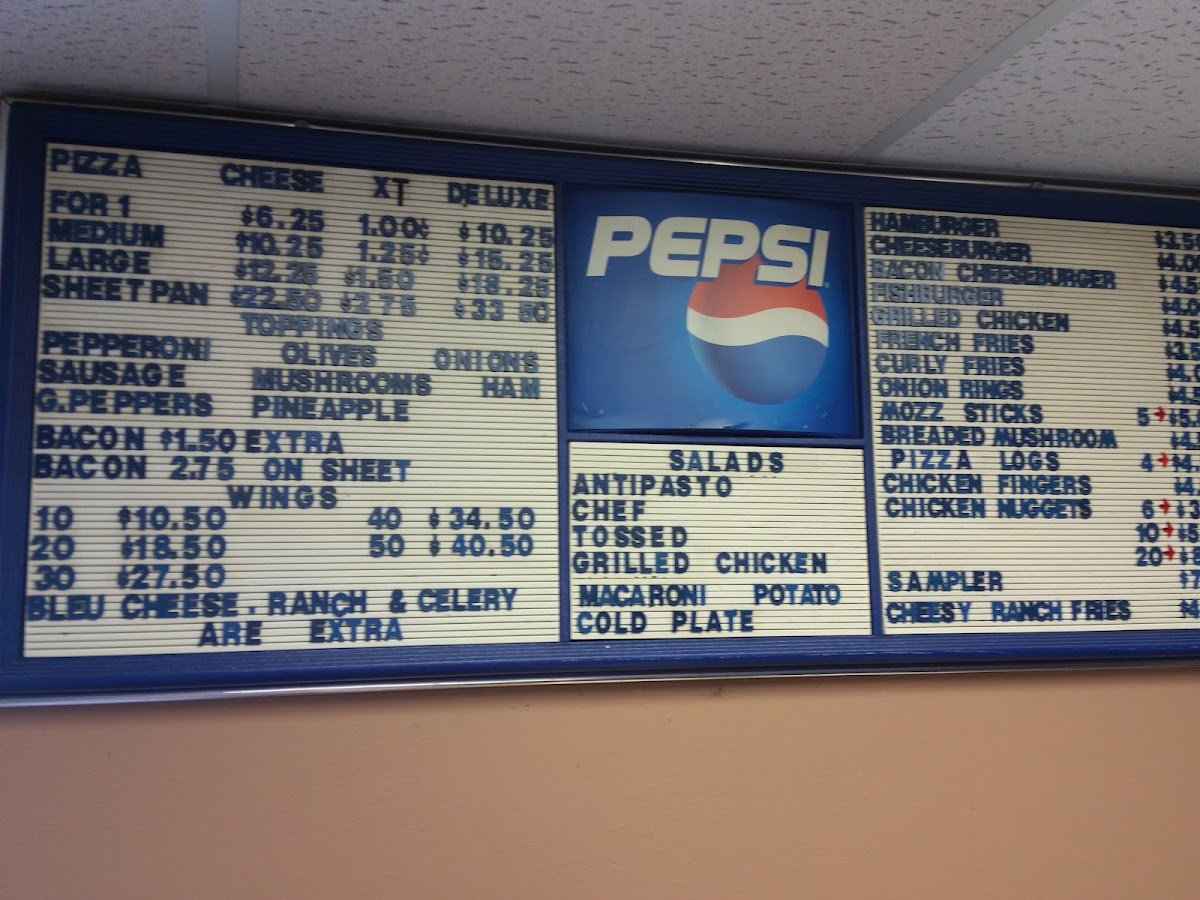 PIZZA CHEESE XT DELUXE
FOR 1 $6.25 1.00¢ $10.25
MEDIUM $10.25 1.25¢ $15.25
LARGE $12.25 $1.50 $18.25
SHEET PAN $22.50 $2 75 $33 50
TOPPINGS
PEPPERONI OLIVES ONIONS
SAUSAGE MUSHROOMS HAM
G.PEPPERS PINEAPPLE
BACON $1.50 EXTRA
BACON 2.75 ON SHEET
WINGS
10 $10.50 40 $34.50
20 $18.50 50 $40.50
30 $27.50
BLEU CHEESE. RANCH & CELERY
ARE EXTRA
PEPSI
SALADS
ANTIPASTO
CHEF
TOSSED
GRILLED CHICKEN
MACARONI POTATO
COLD PLATE
HAMBURGER
CHEESEBURGER
BACON CHEESEBURGER
FISHBURGER
GRILLED CHICKEN
FRENCH FRIES
CURLY FRIES
ONION RINGS
MOZZ STICKS 5
BREADED MUSHROOM
PIZZA LOGS 4
CHICKEN FINGERS
CHICKEN NUGGETS 6
10
20
SAMPLER
CHEESY RANCH FRIES